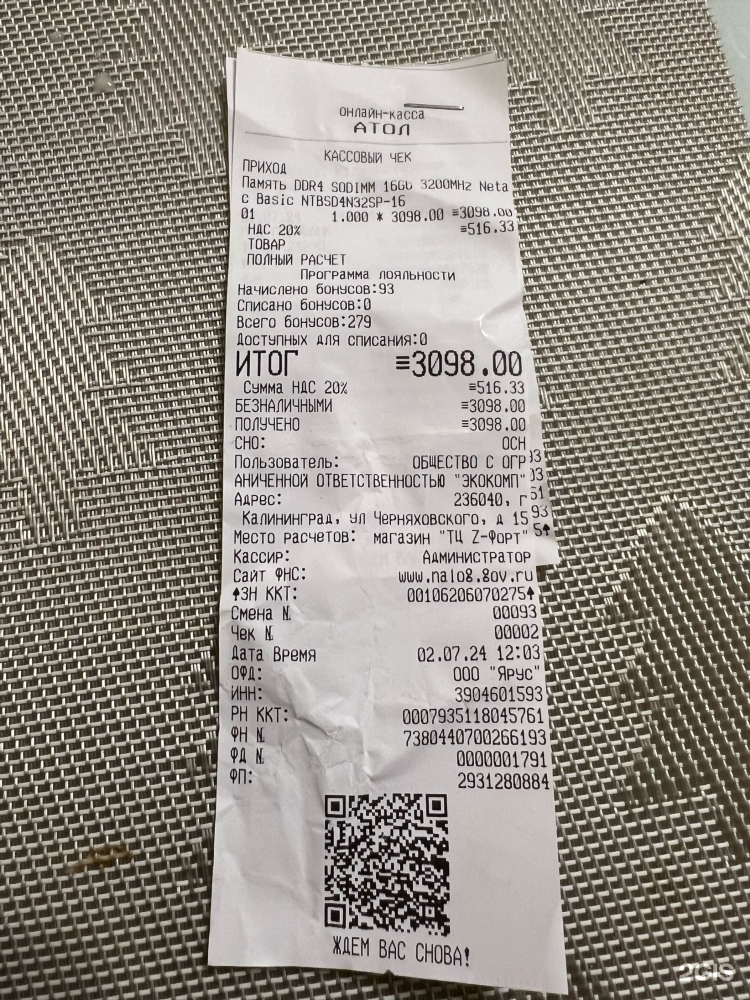 ОНЛАЙН-КАССА
АТОЛ
КАССОВЫЙ ЧЕК
ПРИХОД
Память DDR4 SODIMM 16Gb 3200MHz Neta
c Basic NTBSD4N32SP-16
01 1.000 * 3098.00 =3098.00
НДС 20% =516.33
ТОВАР
ПОЛНЫЙ РАСЧЕТ
Программа лояльности
Начислено бонусов:93
Списано бонусов:0
Всего бонусов:279
Доступных для списания:0
ИТОГ =3098.00
Сумма НДС 20% =516.33
БЕЗНАЛИЧНЫМИ =3098.00
ПОЛУЧЕНО =3098.00
СНО: ОСН
Пользователь: ОБЩЕСТВО С ОГР
АНИЧЕННОЙ ОТВЕТСТВЕННОСТЬЮ "ЭКОКОМП"
Адрес: 236040, г
Калининград, ул Черняховского, д 15
Место расчетов: магазин "ТЦ Z-Форт"
Кассир: Администратор
Сайт ФНС: www.nalog.gov.ru
↑ЗН ККТ: 00106206070275↑
Смена № 00093
Чек № 00002
Дата Время 02.07.24 12:03
ОФД: ООО "Ярус"
ИНН: 3904601593
РН ККТ: 0007935118045761
ФН № 7380440700266193
ФД № 0000001791
ФП: 2931280884
ЖДЕМ ВАС СНОВА!
2GIS